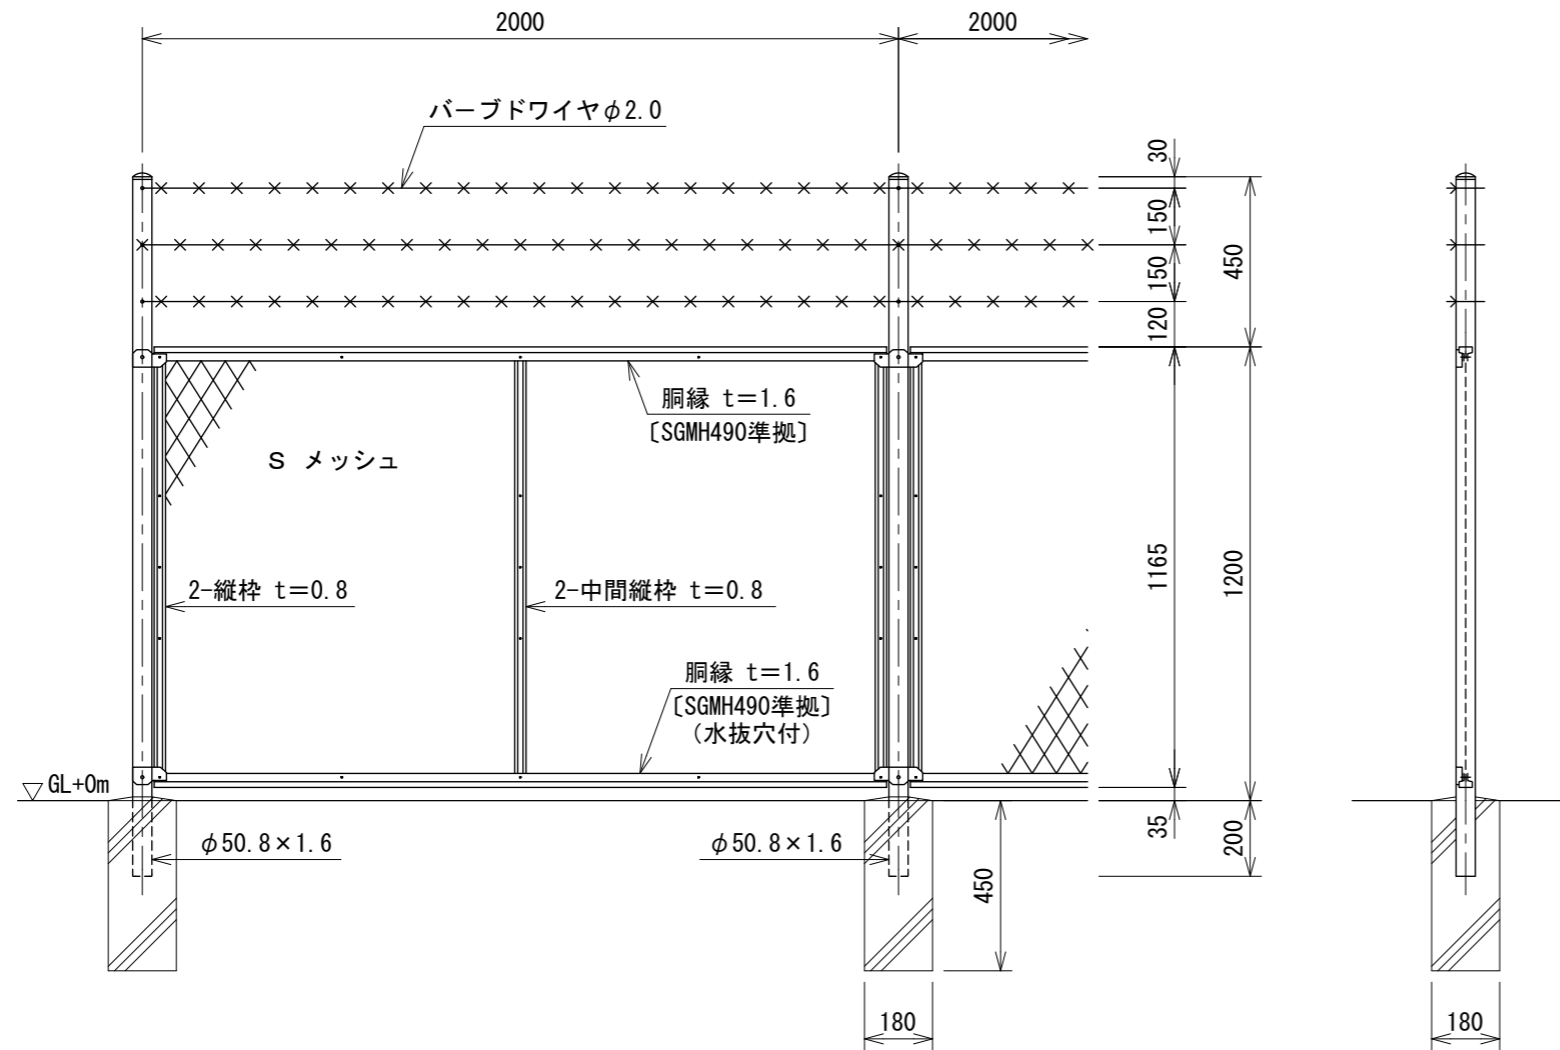 2000
2000
バーブドワイヤφ2.0
30
150
150
120
450
胴縁 t=1.6
〔SGMH490準拠〕
S メッシュ
1165
1200
2-縦枠 t=0.8
2-中間縦枠 t=0.8
胴縁 t=1.6
〔SGMH490準拠〕
(水抜穴付)
GL+0m
φ50.8×1.6
φ50.8×1.6
35
200
450
180
180